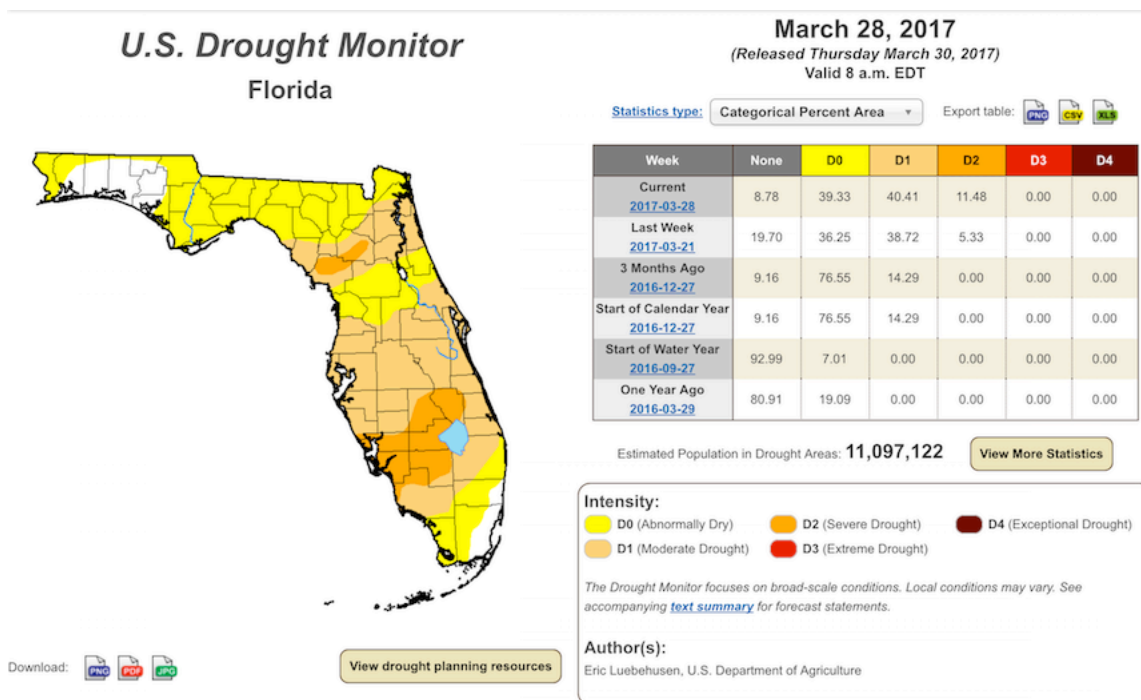 U.S. Drought Monitor
Florida
March 28, 2017
(Released Thursday March 30, 2017)
Valid 8 a.m. EDT
Statistics type: Categorical Percent Area Export table: PNG CSV XLS
Week None D0 D1 D2 D3 D4
Current
2017-03-28 8.78 39.33 40.41 11.48 0.00 0.00
Last Week
2017-03-21 19.70 36.25 38.72 5.33 0.00 0.00
3 Months Ago
2016-12-27 9.16 76.55 14.29 0.00 0.00 0.00
Start of Calendar Year
2016-12-27 9.16 76.55 14.29 0.00 0.00 0.00
Start of Water Year
2016-09-27 92.99 7.01 0.00 0.00 0.00 0.00
One Year Ago
2016-03-29 80.91 19.09 0.00 0.00 0.00 0.00
Estimated Population in Drought Areas: 11,097,122 View More Statistics
Intensity:
D0 (Abnormally Dry) D2 (Severe Drought) D4 (Exceptional Drought)
D1 (Moderate Drought) D3 (Extreme Drought)
The Drought Monitor focuses on broad-scale conditions. Local conditions may vary. See
accompanying text summary for forecast statements.
Author(s):
Eric Luebehusen, U.S. Department of Agriculture
Download: PNG PDF JPG View drought planning resources